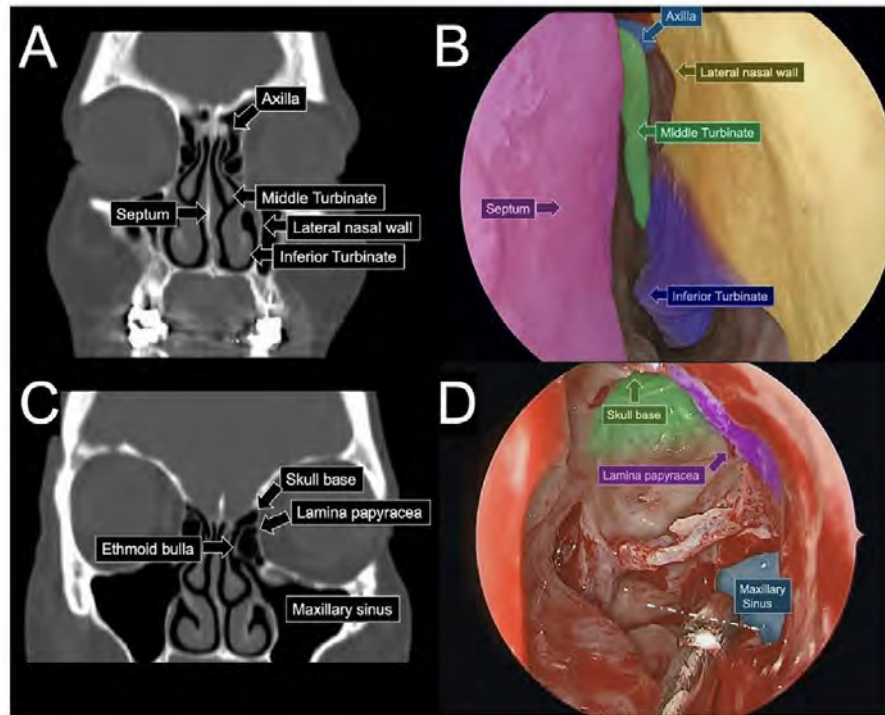 A
Axilla
Middle Turbinate
Septum
Lateral nasal wall
Inferior Turbinate
B
Axilla
Lateral nasal wall
Middle Turbinate
Septum
Inferior Turbinate
C
Skull base
Lamina papyracea
Ethmoid bulla
Maxillary sinus
D
Skull base
Lamina papyracea
Maxillary
Sinus